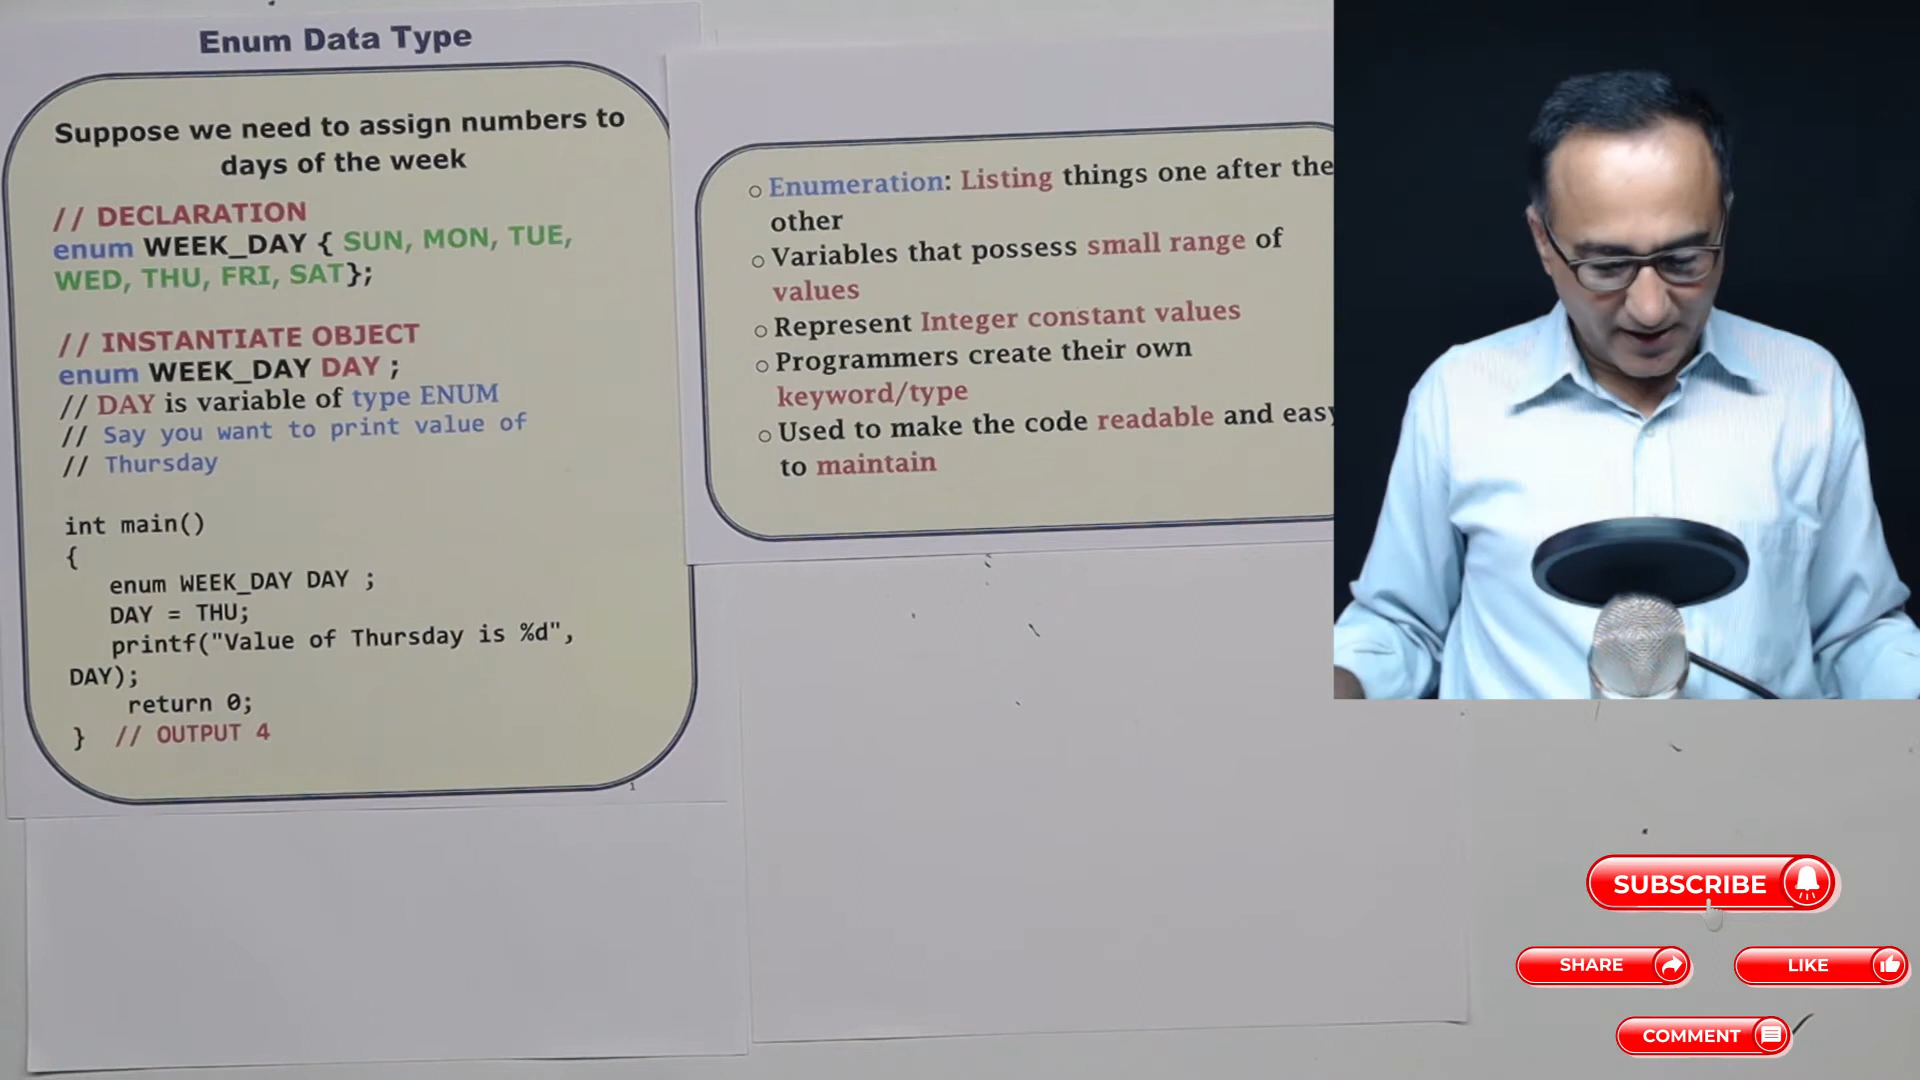 Enum Data Type
Suppose we need to assign numbers to
days of the week
// DECLARATION
enum WEEK_DAY { SUN, MON, TUE,
WED, THU, FRI, SAT};
// INSTANTIATE OBJECT
enum WEEK_DAY DAY ;
// DAY is variable of type ENUM
// Say you want to print value of
// Thursday
int main()
{
enum WEEK_DAY DAY ;
DAY = THU;
printf("Value of Thursday is %d",
DAY);
return 0;
} // OUTPUT 4
1
○ Enumeration: Listing things one after the
other
○ Variables that possess small range of
values
○ Represent Integer constant values
○ Programmers create their own
keyword/type
○ Used to make the code readable and easy
to maintain
SUBSCRIBE
SHARE
LIKE
COMMENT